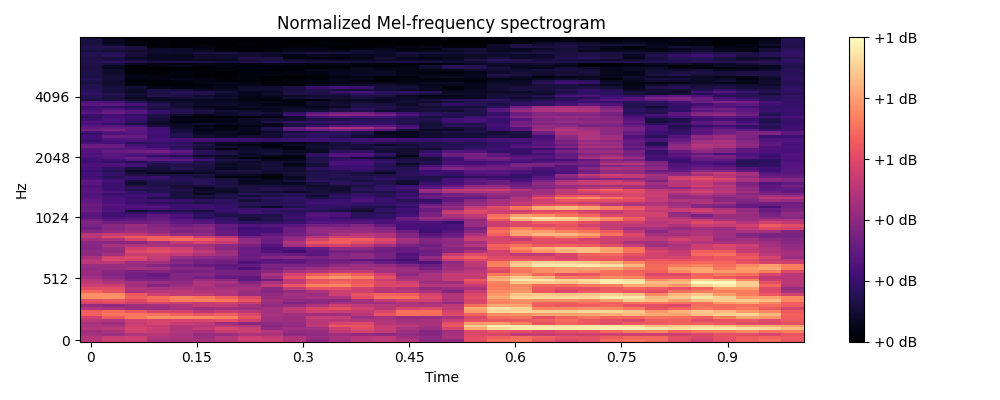 Normalized Mel-frequency spectrogram
Hz
4096
2048
1024
512
0
0 0.15 0.3 0.45 0.6 0.75 0.9
Time
+1 dB
+1 dB
+1 dB
+0 dB
+0 dB
+0 dB